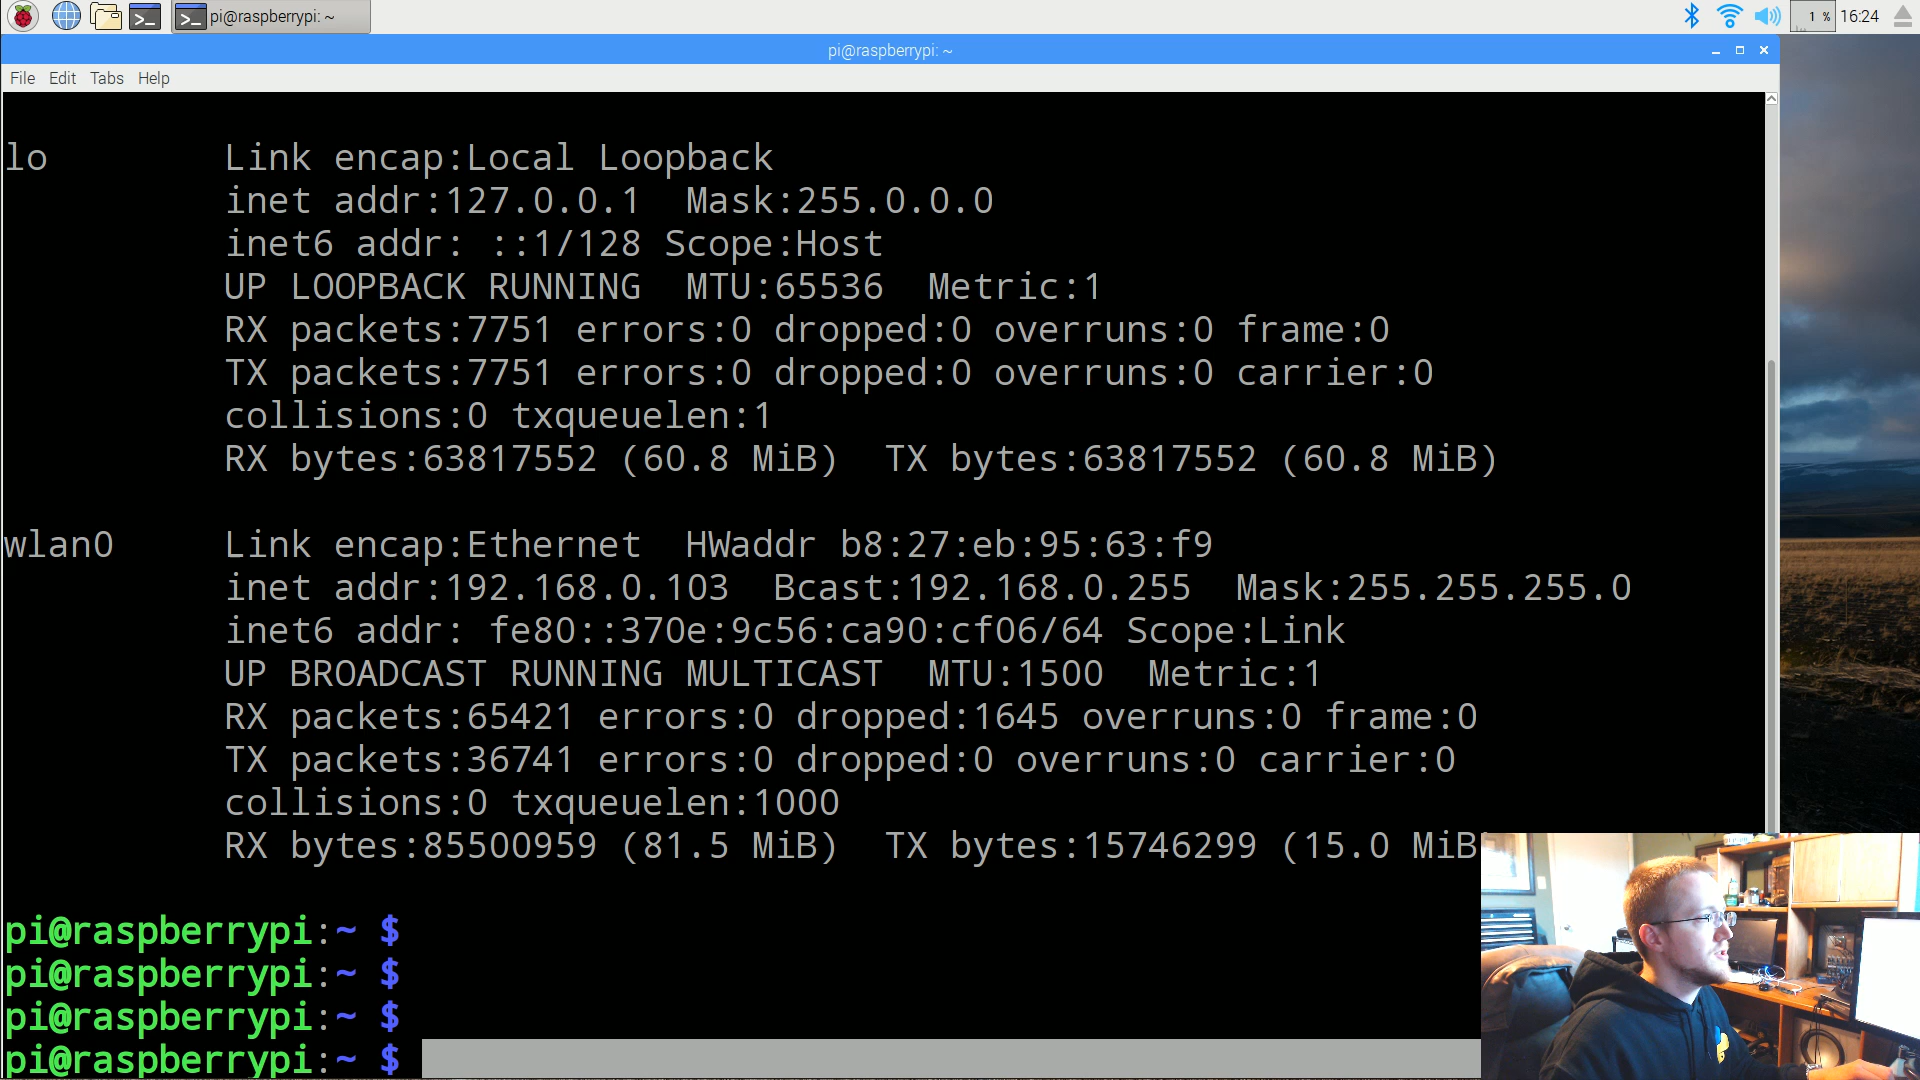 pi@raspberrypi: ~
1 %
16:24
pi@raspberrypi: ~
File Edit Tabs Help
lo Link encap:Local Loopback
inet addr:127.0.0.1 Mask:255.0.0.0
inet6 addr: ::1/128 Scope:Host
UP LOOPBACK RUNNING MTU:65536 Metric:1
RX packets:7751 errors:0 dropped:0 overruns:0 frame:0
TX packets:7751 errors:0 dropped:0 overruns:0 carrier:0
collisions:0 txqueuelen:1
RX bytes:63817552 (60.8 MiB) TX bytes:63817552 (60.8 MiB)
wlan0 Link encap:Ethernet HWaddr b8:27:eb:95:63:f9
inet addr:192.168.0.103 Bcast:192.168.0.255 Mask:255.255.255.0
inet6 addr: fe80::370e:9c56:ca90:cf06/64 Scope:Link
UP BROADCAST RUNNING MULTICAST MTU:1500 Metric:1
RX packets:65421 errors:0 dropped:1645 overruns:0 frame:0
TX packets:36741 errors:0 dropped:0 overruns:0 carrier:0
collisions:0 txqueuelen:1000
RX bytes:85500959 (81.5 MiB) TX bytes:15746299 (15.0 MiB
pi@raspberrypi:~ $
pi@raspberrypi:~ $
pi@raspberrypi:~ $
pi@raspberrypi:~ $